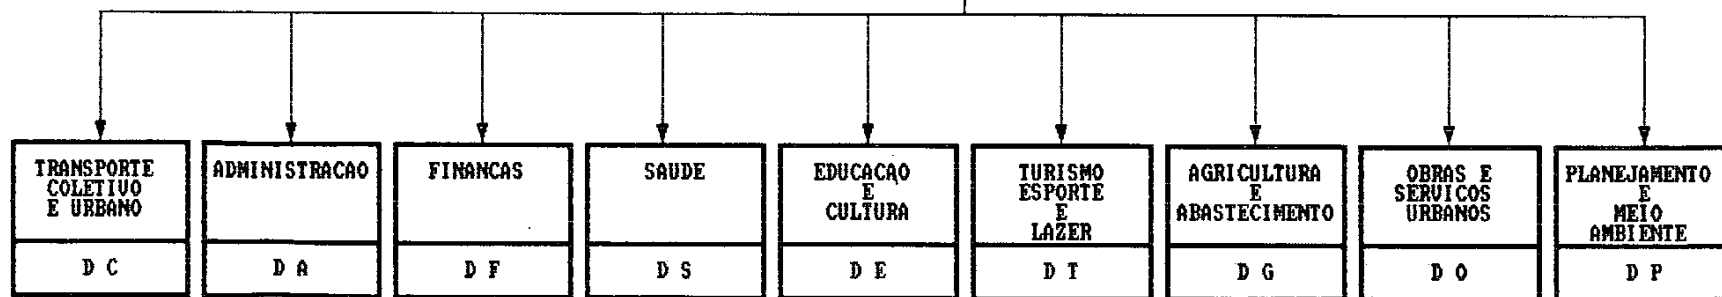 TRANSPORTE
COLETIVO
E URBANO
D C
ADMINISTRACAO
D A
FINANCAS
D F
SAUDE
D S
EDUCACAO
E
CULTURA
D E
TURISMO
ESPORTE
E
LAZER
D T
AGRICULTURA
E
ABASTECIMENTO
D G
OBRAS E
SERVICOS
URBANOS
D O
PLANEJAMENTO
E
MEIO
AMBIENTE
D P